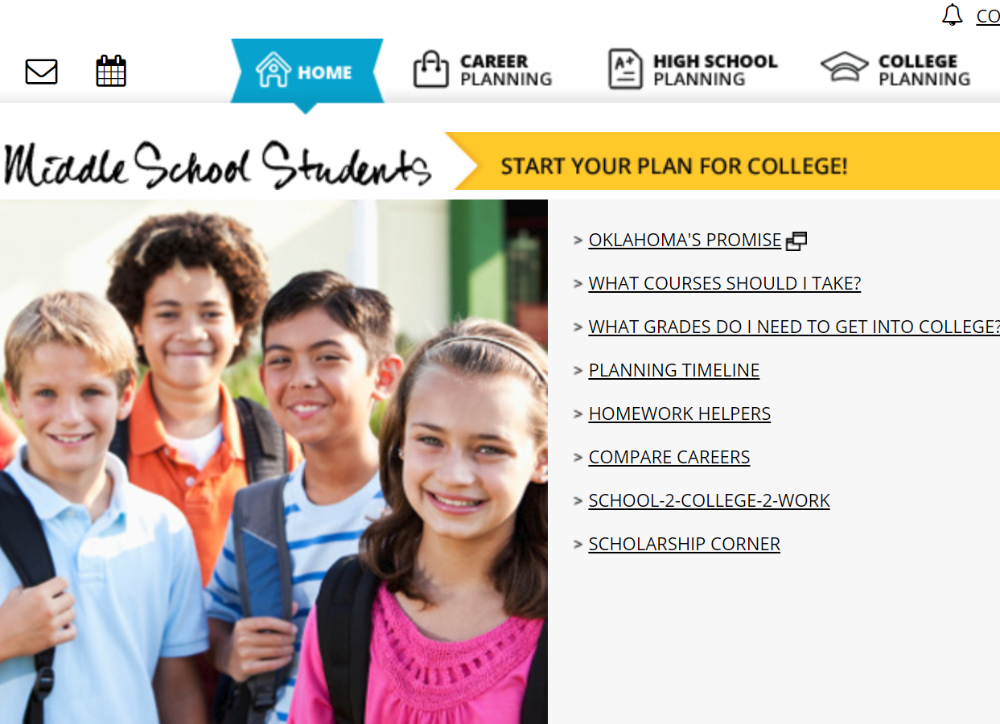 CO
HOME
CAREER
PLANNING
A+
HIGH SCHOOL
PLANNING
COLLEGE
PLANNING
Middle School Students
START YOUR PLAN FOR COLLEGE!
> OKLAHOMA'S PROMISE
> WHAT COURSES SHOULD I TAKE?
> WHAT GRADES DO I NEED TO GET INTO COLLEGE?
> PLANNING TIMELINE
> HOMEWORK HELPERS
> COMPARE CAREERS
> SCHOOL-2-COLLEGE-2-WORK
> SCHOLARSHIP CORNER